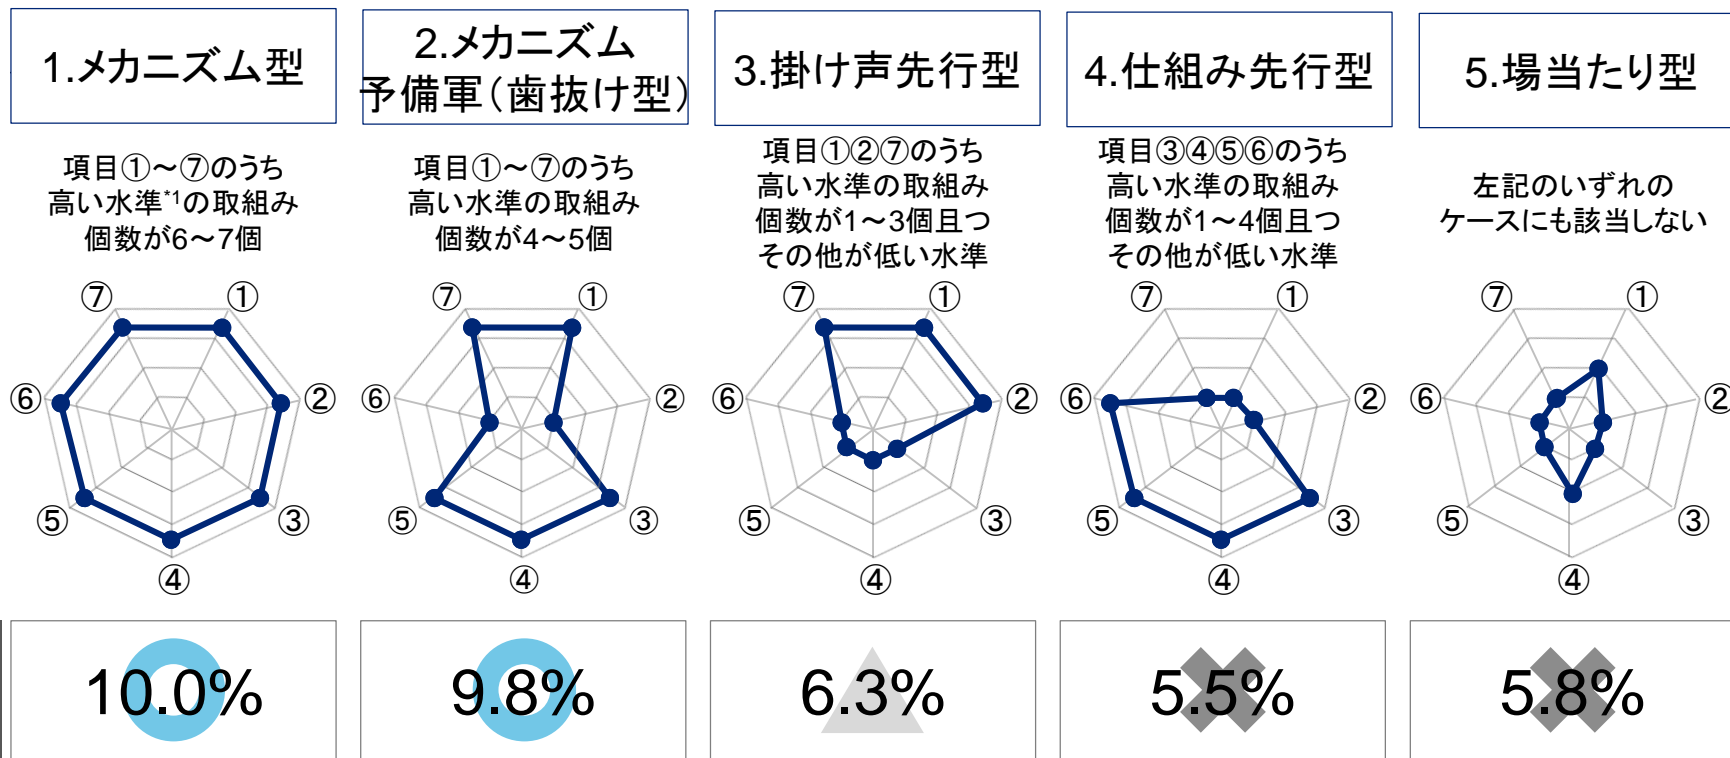 1.メカニズム型
2.メカニズム
予備軍(歯抜け型)
3.掛け声先行型
4.仕組み先行型
5.場当たり型
項目①～⑦のうち
高い水準*1の取組み
個数が6～7個
項目①～⑦のうち
高い水準の取組み
個数が4～5個
項目①②⑦のうち
高い水準の取組み
個数が1～3個且つ
その他が低い水準
項目③④⑤⑥のうち
高い水準の取組み
個数が1～4個且つ
その他が低い水準
左記のいずれの
ケースにも該当しない
⑦ ①
⑥ ②
⑤ ③
④
⑦ ①
⑥ ②
⑤ ③
④
⑦ ①
⑥ ②
⑤ ③
④
⑦ ①
⑥ ②
⑤ ③
④
⑦ ①
⑥ ②
⑤ ③
④
10.0%
9.8%
6.3%
5.5%
5.8%